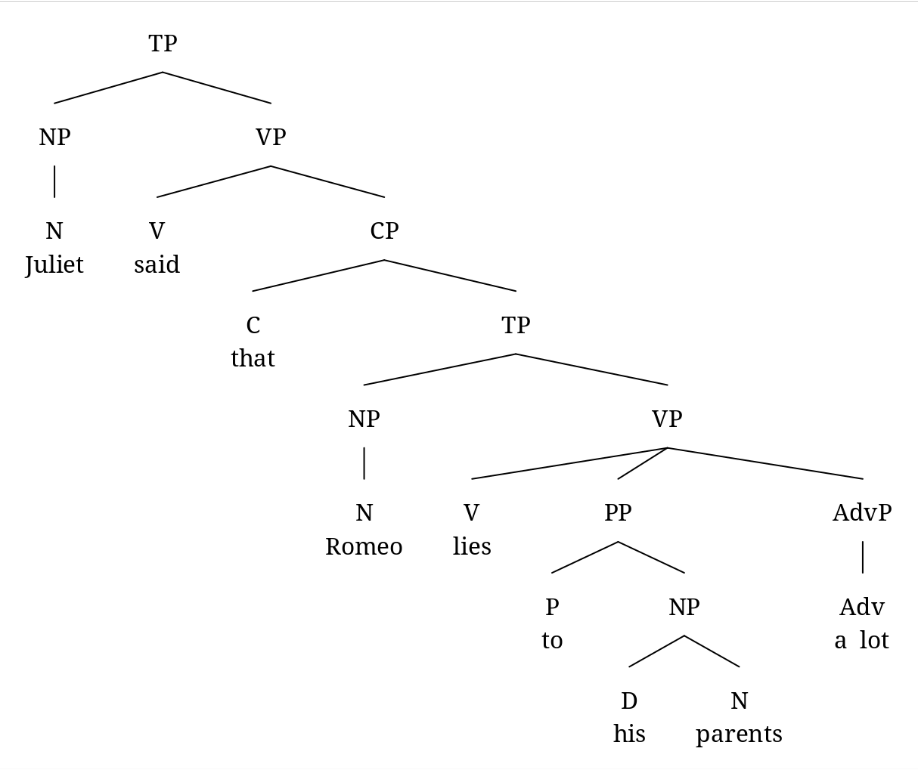 TP
NP VP
N V CP
Juliet said
C TP
that
NP VP
N V PP AdvP
Romeo lies
P NP Adv
to a lot
D N
his parents